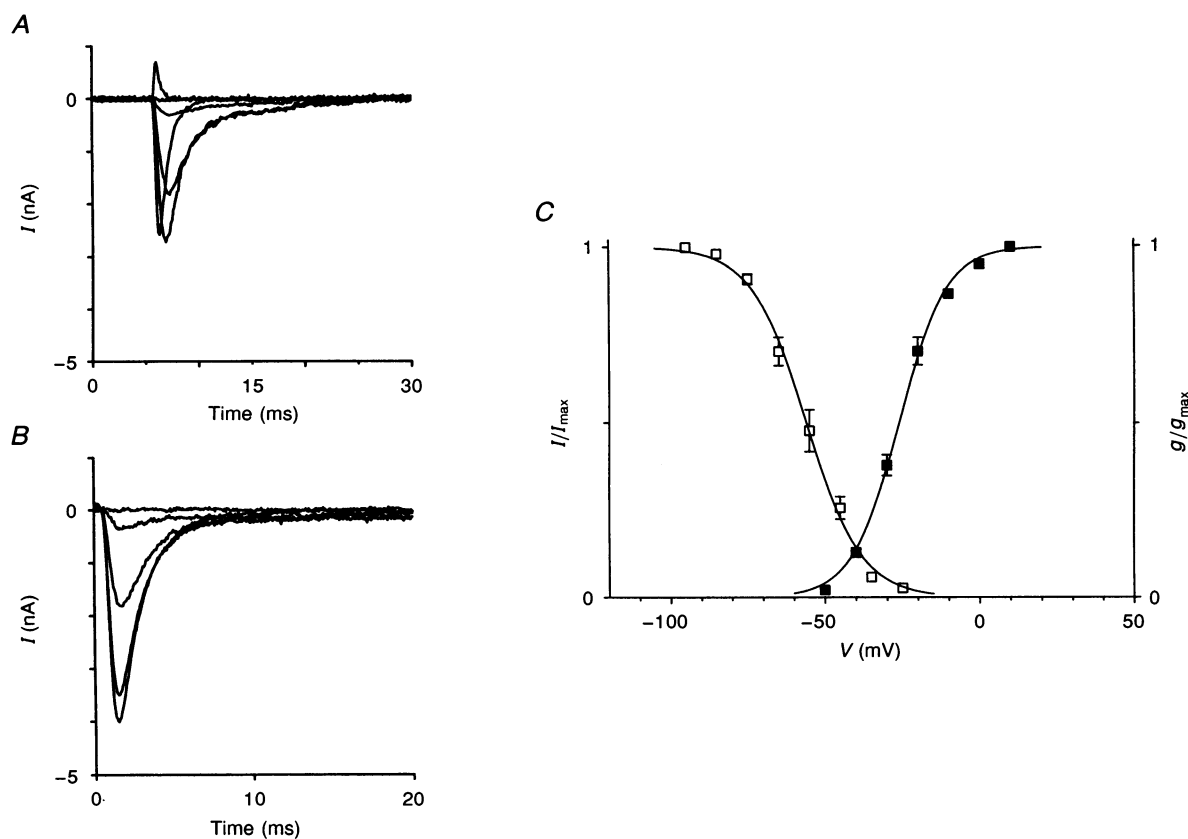 A
0
I (nA)
−5
0 15 30
Time (ms)
B
0
I (nA)
−5
0 10 20
Time (ms)
C
1 1
I/Imax
g/gmax
0 0
−100 −50 0 50
V (mV)